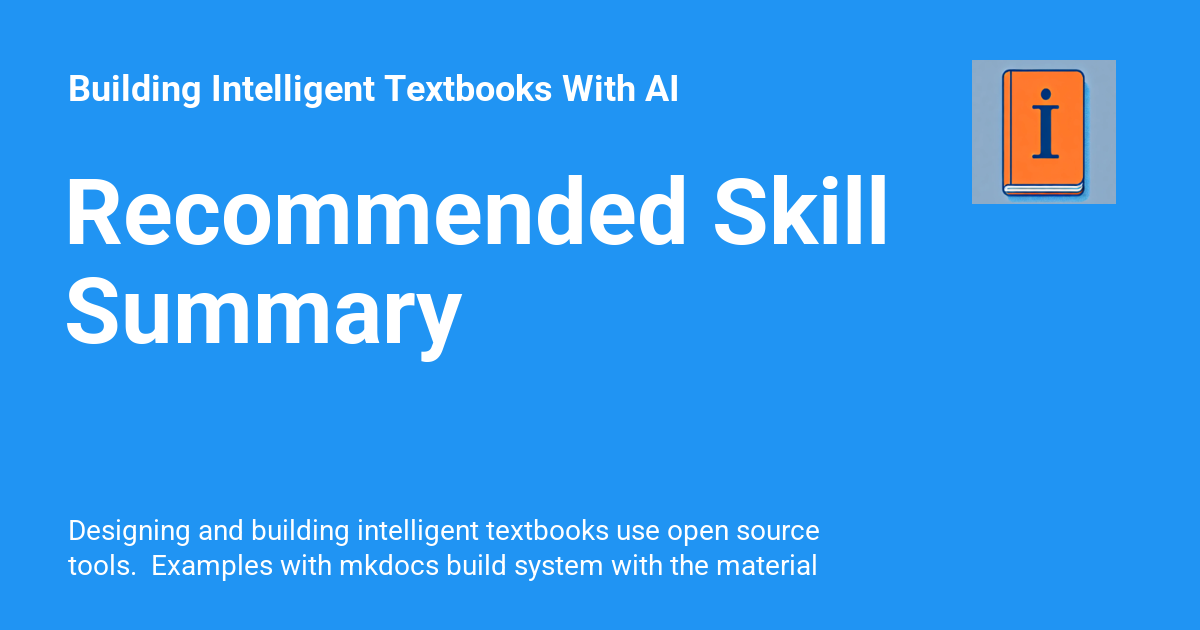 Building Intelligent Textbooks With AI
i
Recommended Skill
Summary
Designing and building intelligent textbooks use open source
tools.  Examples with mkdocs build system with the material